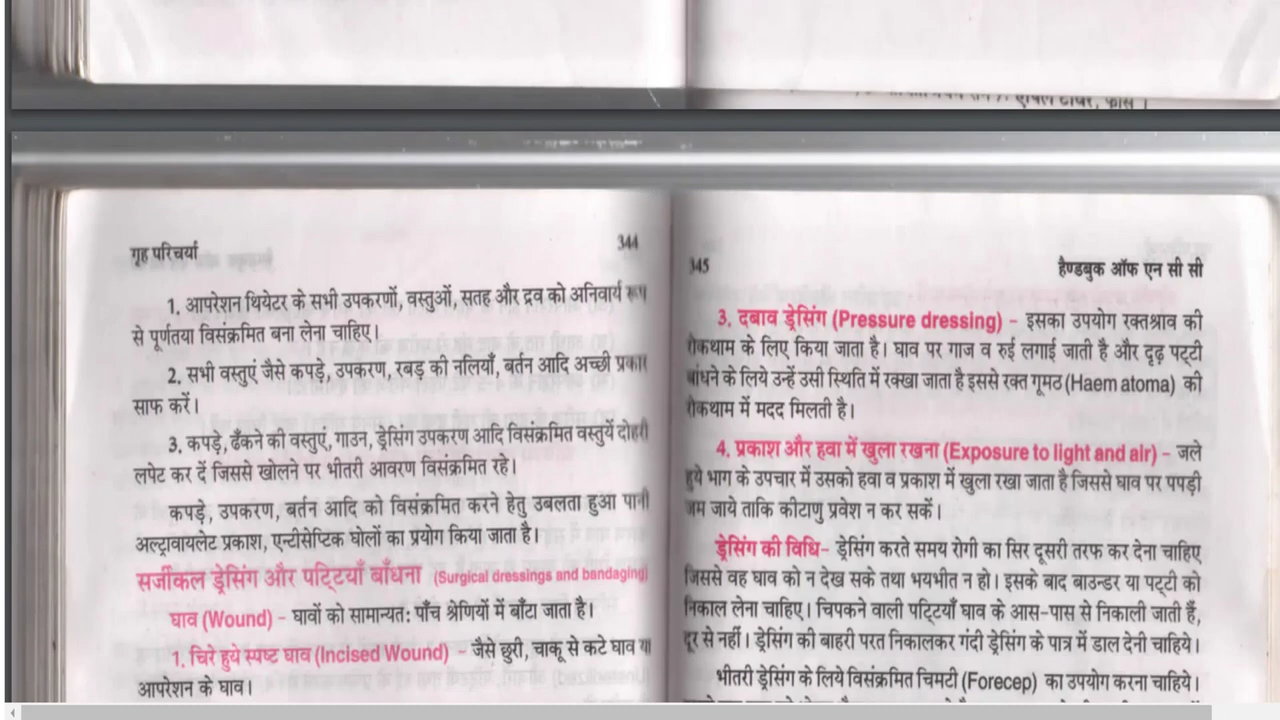 गृह परिचर्या 344
1. आपरेशन थियेटर के सभी उपकरणों, वस्तुओं, सतह और द्रव को अनिवार्य रूप
से पूर्णतया विसंक्रमित बना लेना चाहिए।
2. सभी वस्तुएं जैसे कपड़े, उपकरण, रबड़ की नलियाँ, बर्तन आदि अच्छी प्रकार
साफ करें।
3. कपड़े, ढँकने की वस्तुएं, गाउन, ड्रेसिंग उपकरण आदि विसंक्रमित वस्तुयें दोहरी
लपेट कर दें जिससे खोलने पर भीतरी आवरण विसंक्रमित रहे।
कपड़े, उपकरण, बर्तन आदि को विसंक्रमित करने हेतु उबलता हुआ पानी
अल्ट्रावायलेट प्रकाश, एन्टीसेप्टिक घोलों का प्रयोग किया जाता है।
सर्जीकल ड्रेसिंग और पट्टियाँ बाँधना (Surgical dressings and bandaging)
घाव (Wound) – घावों को सामान्यत: पाँच श्रेणियों में बाँटा जाता है।
1. चिरे हुये स्पष्ट घाव (Incised Wound) – जैसे छुरी, चाकू से कटे घाव या
आपरेशन के घाव।
345 हैण्डबुक ऑफ एन सी सी
3. दबाव ड्रेसिंग (Pressure dressing) – इसका उपयोग रक्तश्राव की
रोकथाम के लिए किया जाता है। घाव पर गाज व रुई लगाई जाती है और दृढ़ पट्टी
बांधने के लिये उन्हें उसी स्थिति में रक्खा जाता है इससे रक्त गूमठ (Haem atoma) की
रोकथाम में मदद मिलती है।
4. प्रकाश और हवा में खुला रखना (Exposure to light and air) – जले
हुये भाग के उपचार में उसको हवा व प्रकाश में खुला रखा जाता है जिससे घाव पर पपड़ी
जम जाये ताकि कीटाणु प्रवेश न कर सकें।
ड्रेसिंग की विधि– ड्रेसिंग करते समय रोगी का सिर दूसरी तरफ कर देना चाहिए
जिससे वह घाव को न देख सके तथा भयभीत न हो। इसके बाद बाउन्डर या पट्टी को
निकाल लेना चाहिए। चिपकने वाली पट्टियाँ घाव के आस-पास से निकाली जाती हैं,
दूर से नहीं। ड्रेसिंग की बाहरी परत निकालकर गंदी ड्रेसिंग के पात्र में डाल देनी चाहिये।
भीतरी ड्रेसिंग के लिये विसंक्रमित चिमटी (Forecep) का उपयोग करना चाहिये।